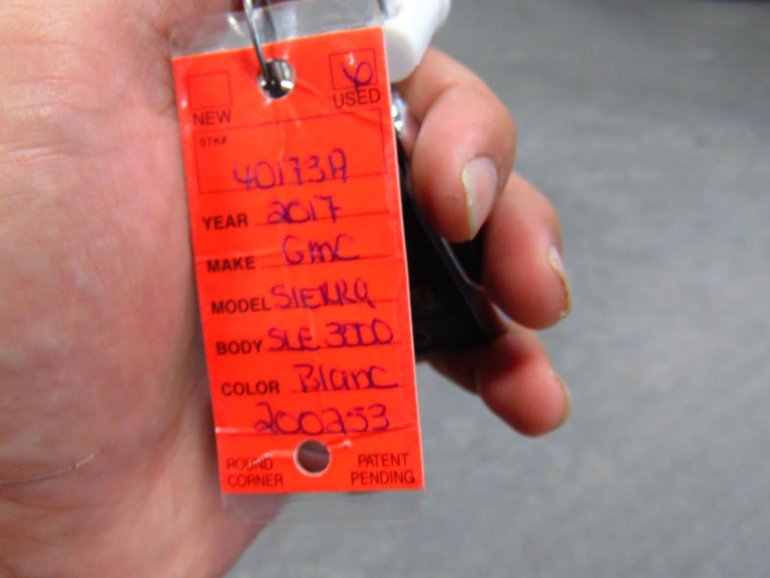 NEW USED
STK#
40173A
YEAR 2017
MAKE GMC
MODEL SIERRA
BODY SLE 3500
COLOR Blanc
200253
ROUND CORNER PATENT PENDING